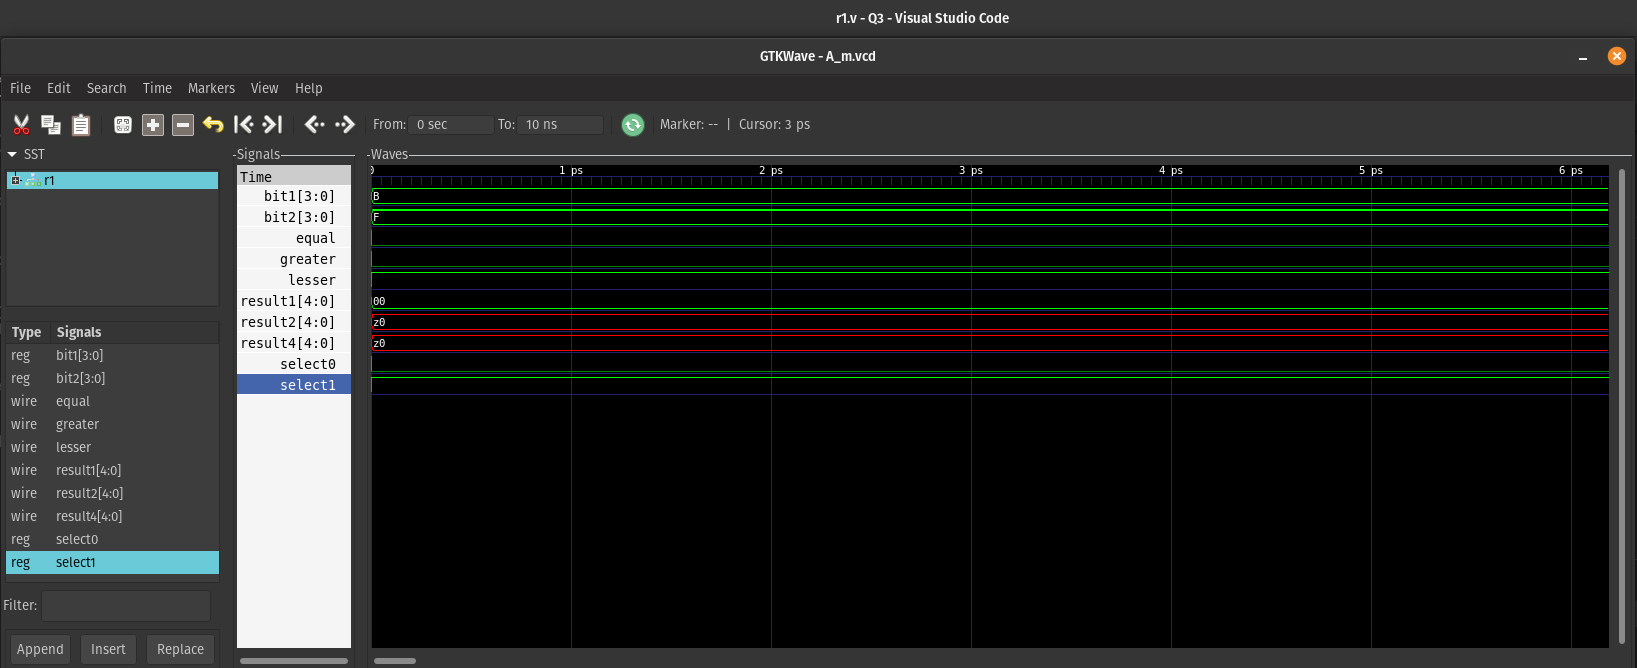 r1.v - Q3 - Visual Studio Code
GTKWave - A_m.vcd
File Edit Search Time Markers View Help
From: 0 sec To: 10 ns Marker: -- | Cursor: 3 ps
SST
r1
Type Signals
reg bit1[3:0]
reg bit2[3:0]
wire equal
wire greater
wire lesser
wire result1[4:0]
wire result2[4:0]
wire result4[4:0]
reg select0
reg select1
Filter:
Append Insert Replace
Signals
Time
bit1[3:0]
bit2[3:0]
equal
greater
lesser
result1[4:0]
result2[4:0]
result4[4:0]
select0
select1
Waves
0 1 ps 2 ps 3 ps 4 ps 5 ps 6 ps
B
F
00
z0
z0